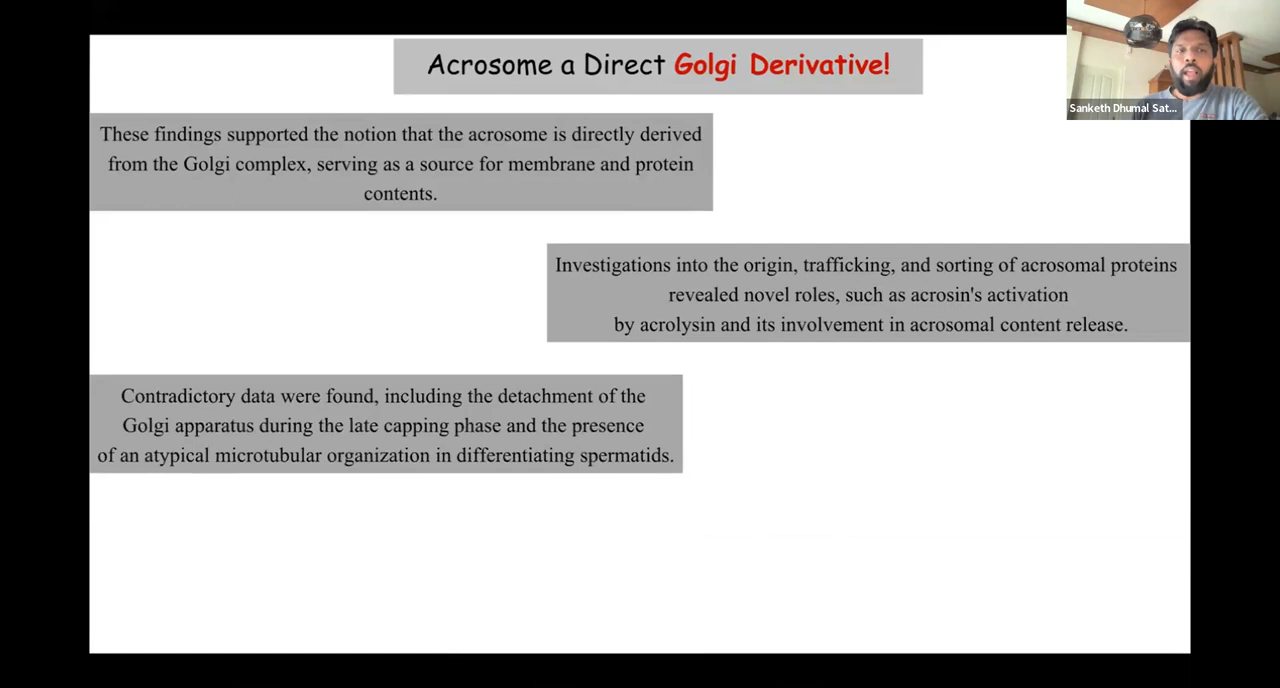 Acrosome a Direct Golgi Derivative!
Sanketh Dhumal Sat...
These findings supported the notion that the acrosome is directly derived
from the Golgi complex, serving as a source for membrane and protein
contents.
Investigations into the origin, trafficking, and sorting of acrosomal proteins
revealed novel roles, such as acrosin's activation
by acrolysin and its involvement in acrosomal content release.
Contradictory data were found, including the detachment of the
Golgi apparatus during the late capping phase and the presence
of an atypical microtubular organization in differentiating spermatids.